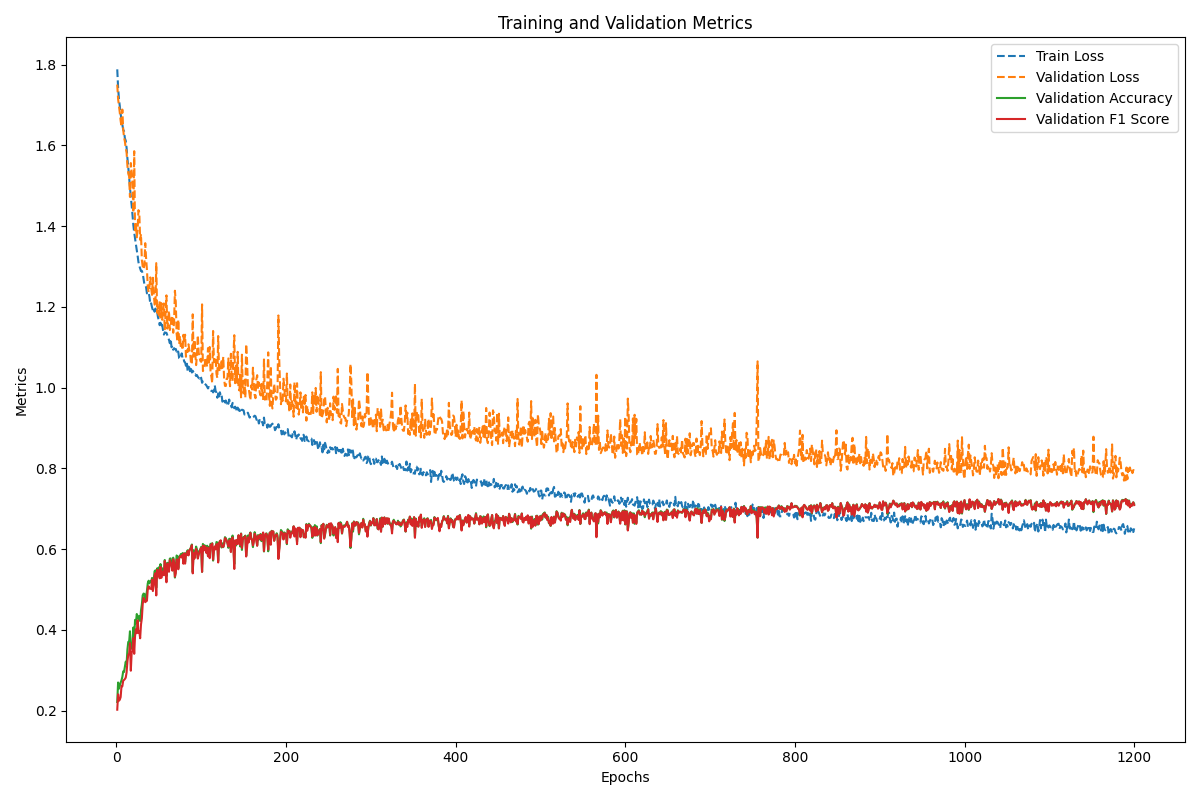 Training and Validation Metrics
Train Loss
Validation Loss
Validation Accuracy
Validation F1 Score
Metrics
1.8
1.6
1.4
1.2
1.0
0.8
0.6
0.4
0.2
0
200
400
600
800
1000
1200
Epochs